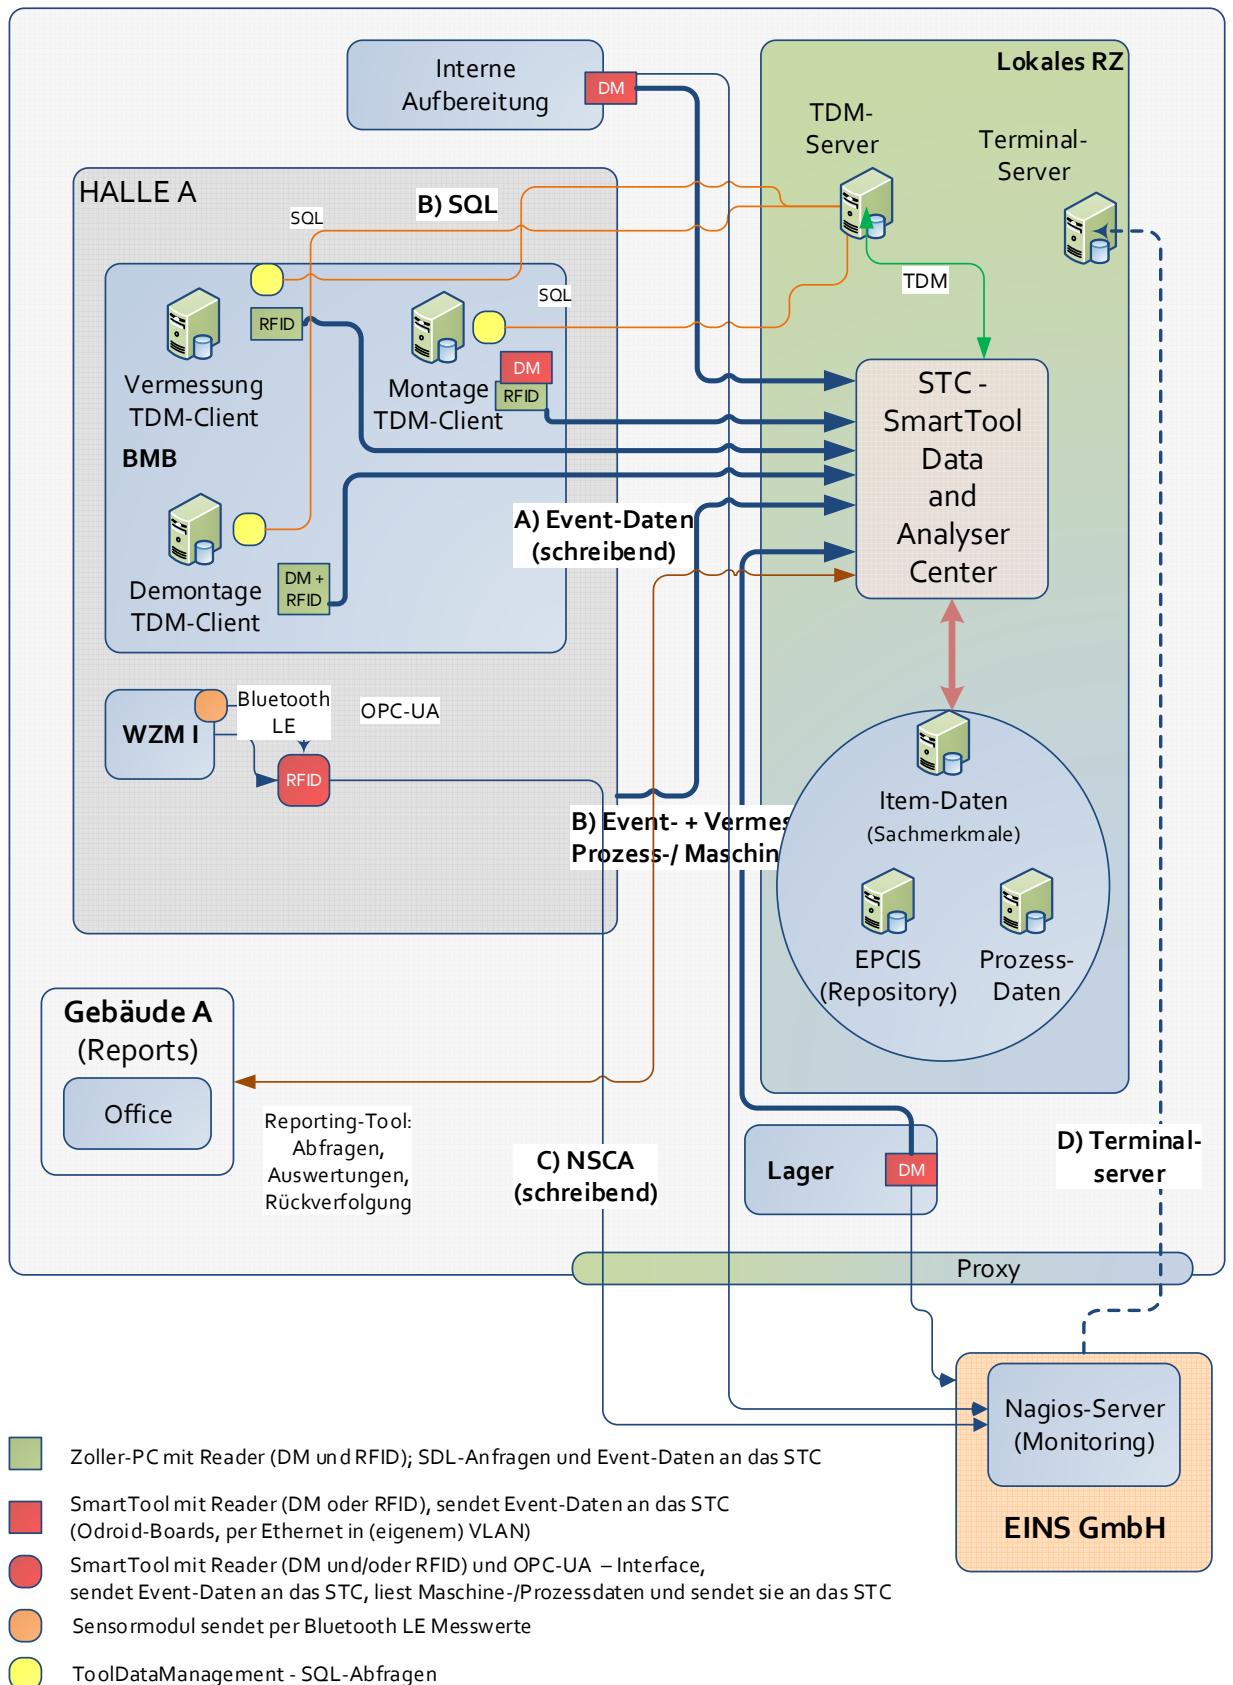 Interne
Aufbereitung
DM
Lokales RZ
TDM-
Server
Terminal-
Server
HALLE A
B) SQL
SQL
SQL
TDM
RFID
DM
RFID
Vermessung
TDM-Client
Montage
TDM-Client
BMB
STC -
SmartTool
Data
and
Analyser
Center
A) Event-Daten
(schreibend)
DM +
RFID
Demontage
TDM-Client
WZM I
Bluetooth
LE
OPC-UA
RFID
B) Event- + Vermes
Prozess-/ Maschin
Item-Daten
(Sachmerkmale)
EPCIS
(Repository)
Prozess-
Daten
Gebäude A
(Reports)
Office
Reporting-Tool:
Abfragen,
Auswertungen,
Rückverfolgung
C) NSCA
(schreibend)
Lager
DM
D) Terminal-
server
Proxy
Nagios-Server
(Monitoring)
EINS GmbH
Zoller-PC mit Reader (DM und RFID); SDL-Anfragen und Event-Daten an das STC
SmartTool mit Reader (DM oder RFID), sendet Event-Daten an das STC
(Odroid-Boards, per Ethernet in (eigenem) VLAN)
SmartTool mit Reader (DM und/oder RFID) und OPC-UA – Interface,
sendet Event-Daten an das STC, liest Maschine-/Prozessdaten und sendet sie an das STC
Sensormodul sendet per Bluetooth LE Messwerte
ToolDataManagement - SQL-Abfragen